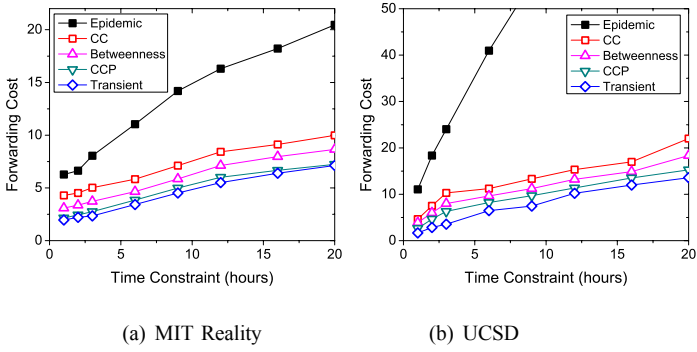 Forwarding Cost
20
15
10
5
0
Epidemic
CC
Betweenness
CCP
Transient
0
5
10
15
20
Time Constraint (hours)
(a) MIT Reality
Forwarding Cost
50
40
30
20
10
0
Epidemic
CC
Betweenness
CCP
Transient
0
5
10
15
20
Time Constraint (hours)
(b) UCSD